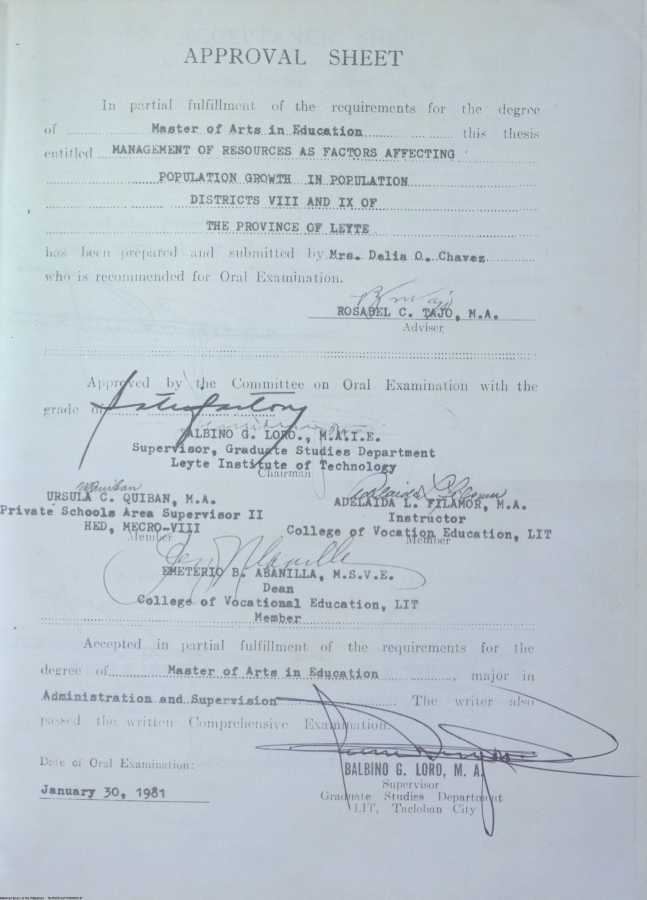 APPROVAL SHEET
In partial fulfillment of the requirements for the degree
of Master of Arts in Education this thesis
entitled MANAGEMENT OF RESOURCES AS FACTORS AFFECTING
POPULATION GROWTH IN POPULATION
DISTRICTS VIII AND IX OF
THE PROVINCE OF LEYTE
has been prepared and submitted by Mrs. Delia O. Chavez
who is recommended for Oral Examination.
ROSABEL C. TAJO, M.A.
Adviser
Approved by the Committee on Oral Examination with the
grade of Satisfactory
ALBINO G. LORO., M.A.I.E.
Supervisor, Graduate Studies Department
Leyte Institute of Technology
Chairman
URSULA C. QUIBAN, M.A.
Private Schools Area Supervisor II
HED, MECRO-VIII
Member
ADELAIDA L. FILAMOR, M.A.
Instructor
College of Vocation Education, LIT
Member
EMETERIO B. ABANILLA, M.S.V.E.
Dean
College of Vocational Education, LIT
Member
Accepted in partial fulfillment of the requirements for the
degree of Master of Arts in Education, major in
Administration and Supervision. The writer also
passed the written Comprehensive Examination.
Date of Oral Examination:
January 30, 1981
BALBINO G. LORO, M. A.
Supervisor
Graduate Studies Department
LIT, Tacloban City